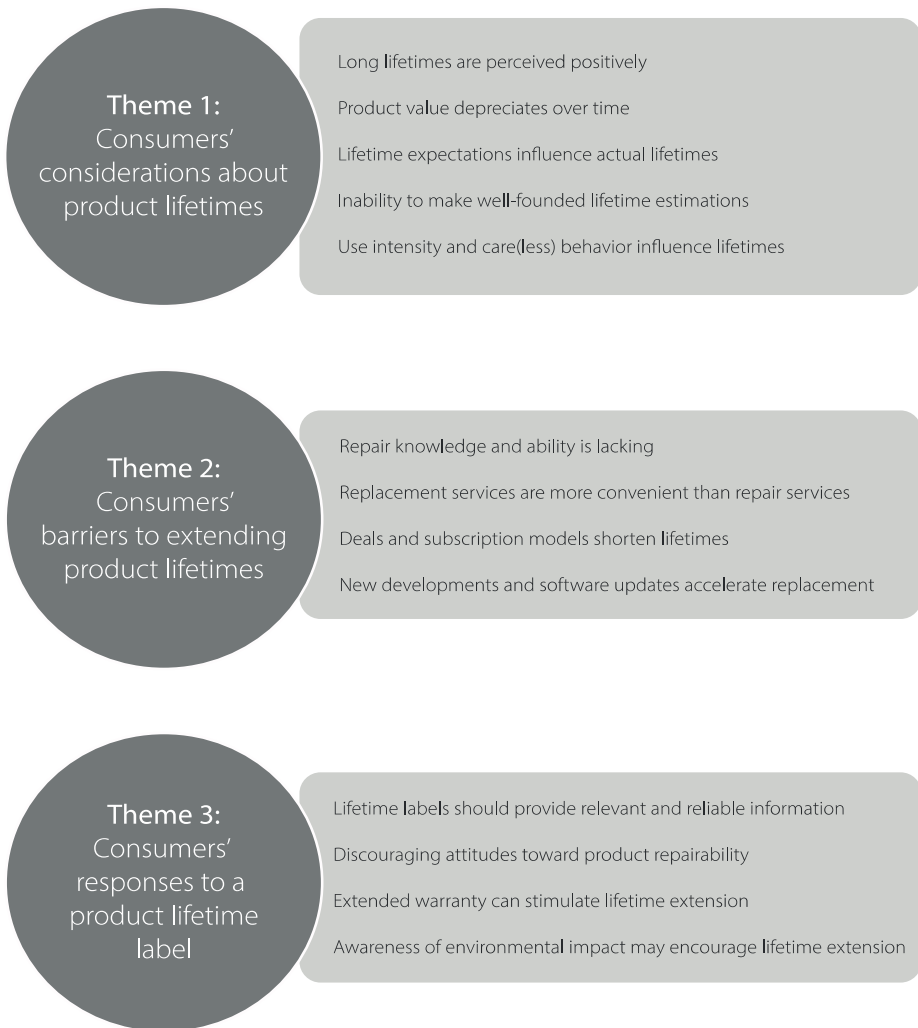 Theme 1:
Consumers'
considerations about
product lifetimes
Long lifetimes are perceived positively
Product value depreciates over time
Lifetime expectations influence actual lifetimes
Inability to make well-founded lifetime estimations
Use intensity and care(less) behavior influence lifetimes
Theme 2:
Consumers'
barriers to extending
product lifetimes
Repair knowledge and ability is lacking
Replacement services are more convenient than repair services
Deals and subscription models shorten lifetimes
New developments and software updates accelerate replacement
Theme 3:
Consumers'
responses to a
product lifetime
label
Lifetime labels should provide relevant and reliable information
Discouraging attitudes toward product repairability
Extended warranty can stimulate lifetime extension
Awareness of environmental impact may encourage lifetime extension